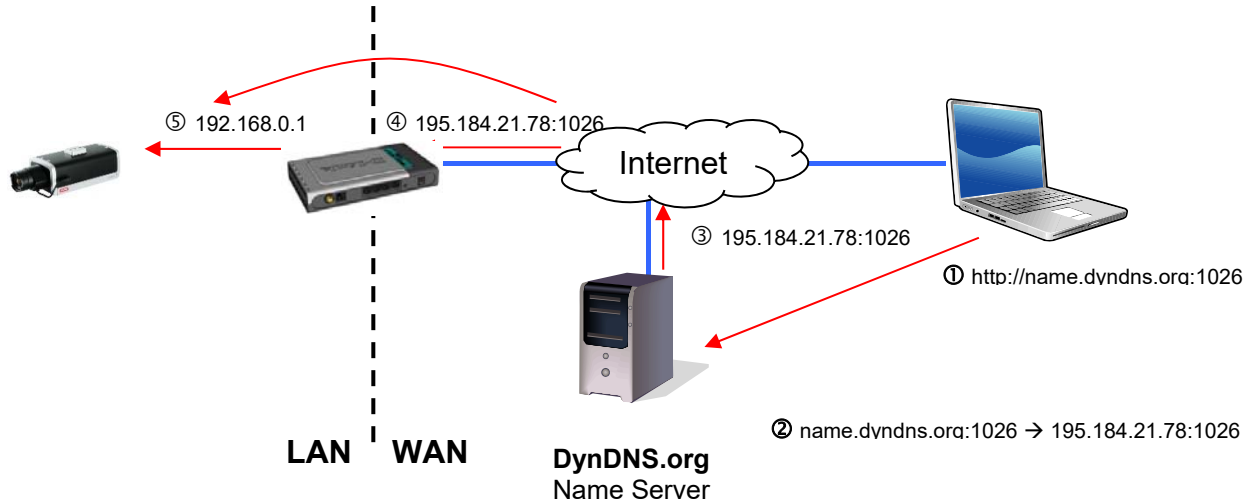 ⑤ 192.168.0.1
④ 195.184.21.78:1026
Internet
③ 195.184.21.78:1026
① http://name.dyndns.org:1026
② name.dyndns.org:1026 → 195.184.21.78:1026
LAN WAN
DynDNS.org
Name Server